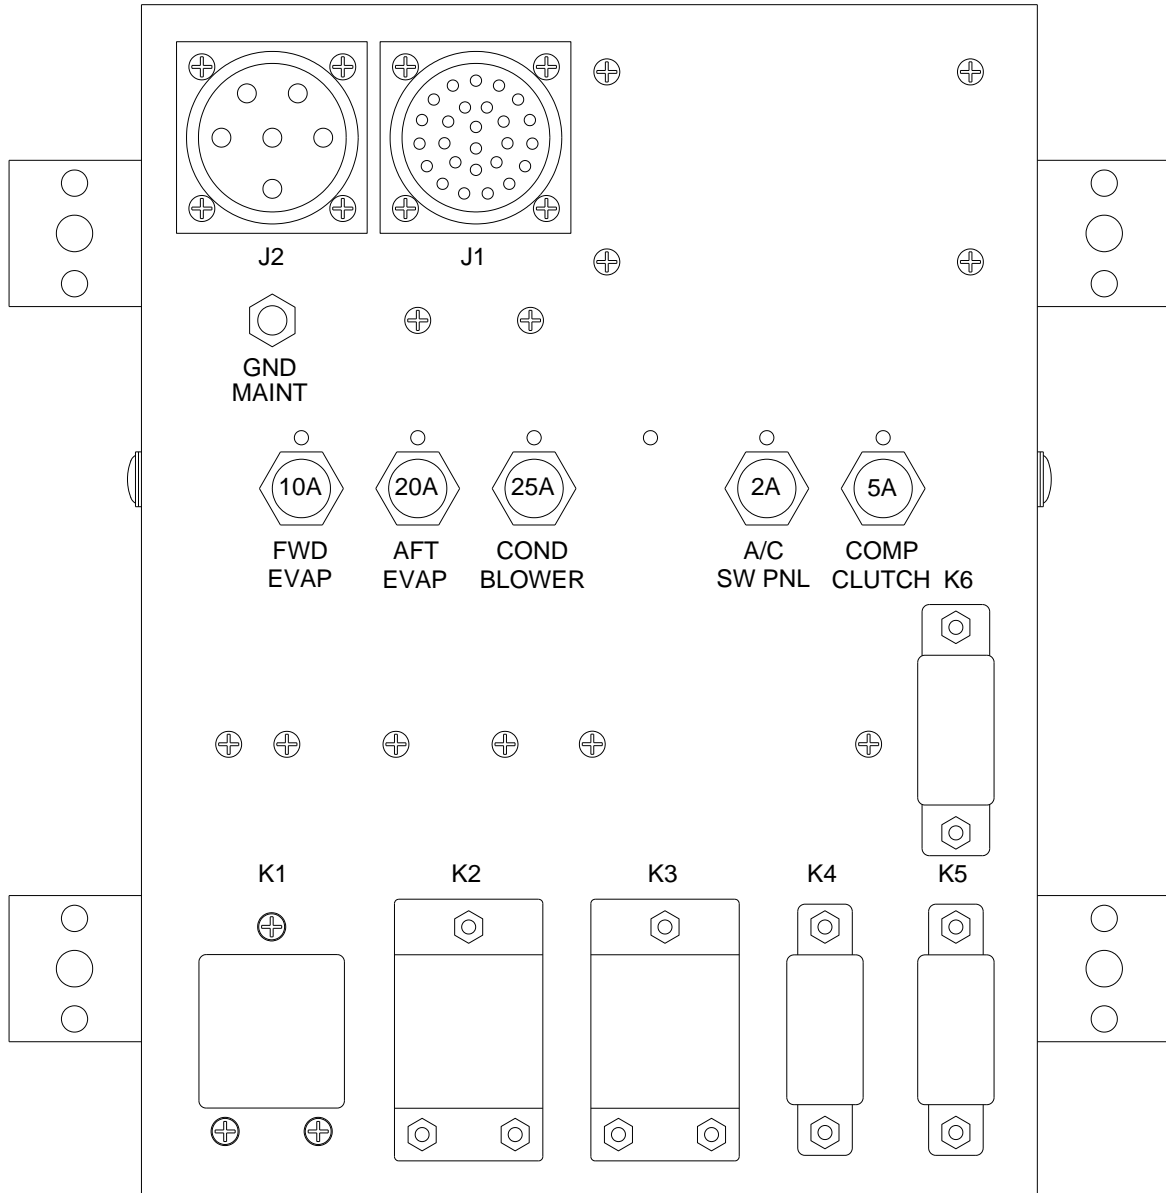 J2
J1
GND
MAINT
10A
20A
25A
2A
5A
FWD
EVAP
AFT
EVAP
COND
BLOWER
A/C
SW PNL
COMP
CLUTCH
K6
K1
K2
K3
K4
K5